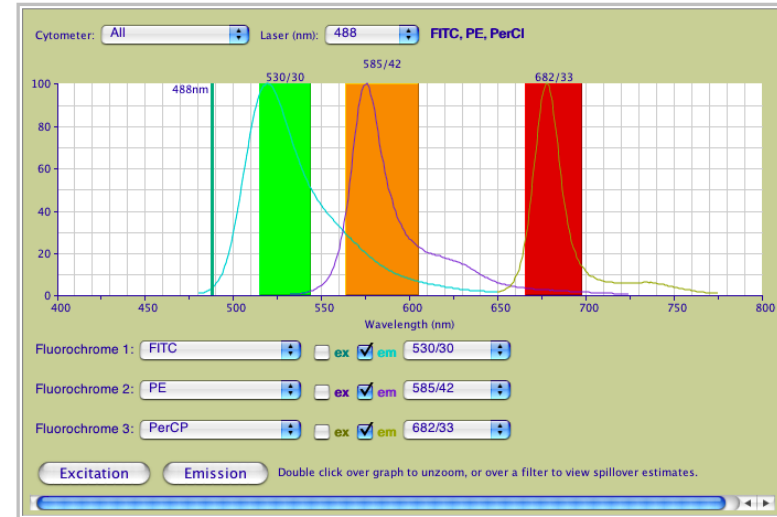 Cytometer: All Laser (nm): 488 FITC, PE, PerCl
585/42
530/30 682/33
488nm
100
80
60
40
20
0
400 450 500 550 600 650 700 750 800
Wavelength (nm)
Fluorochrome 1: FITC ex em 530/30
Fluorochrome 2: PE ex em 585/42
Fluorochrome 3: PerCP ex em 682/33
Excitation Emission Double click over graph to unzoom, or over a filter to view spillover estimates.